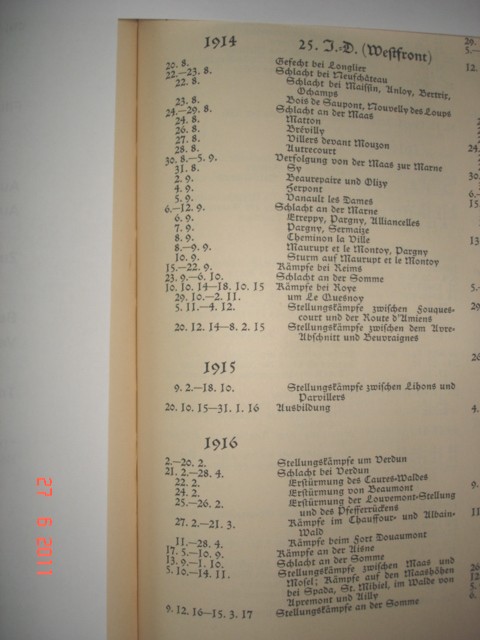 1914 25. I.-D. (Westfront)
20. 8. Gefecht bei Longlier
22.—23. 8. Schlacht bei Neufchâteau
22. 8. Schlacht bei Maissin, Anloy, Bertrix,
Ochamps
23. 8. Bois de Saupont, Nouvelly des Loups
24.—29. 8. Schlacht an der Maas
24. 8. Matton
26. 8. Brévilly
27. 8. Villers devant Mouzon
28. 8. Autrecourt
30. 8.—5. 9. Verfolgung von der Maas zur Marne
31. 8. Sy
2. 9. Beaurepaire und Olizy
4. 9. Herpont
5. 9. Vanault les Dames
6.—12. 9. Schlacht an der Marne
6. 9. Etreppy, Pargny, Alliancelles
7. 9. Pargny, Sermaize
8. 9. Cheminon la Ville
8.—9. 9. Maurupt et le Montoy, Pargny
10. 9. Sturm auf Maurupt et le Montoy
15.—22. 9. Kämpfe bei Reims
23. 9.—6. 10. Schlacht an der Somme
10. 10. 14—18. 10. 15 Kämpfe bei Roye
29. 10.—2. 11. um Le Quesnoy
5. 11.—4. 12. Stellungskämpfe zwischen Fouques-
court und der Route d'Amiens
20. 12. 14—8. 2. 15 Stellungskämpfe zwischen dem Avre-
Abschnitt und Beuvraignes
1915
9. 2.—18. 10. Stellungskämpfe zwischen Lihons und
Parvillers
20. 10. 15—31. 1. 16 Ausbildung
1916
2.—20. 2. Stellungskämpfe um Verdun
21. 2.—28. 4. Schlacht bei Verdun
22. 2. Erstürmung des Caures-Waldes
24. 2. Erstürmung von Beaumont
25.—26. 2. Erstürmung der Louvemont-Stellung
und des Pfefferrückens
27. 2.—21. 3. Kämpfe im Chauffour- und Albain-
Wald
11.—28. 4. Kämpfe beim Fort Douaumont
17. 5.—10. 9. Kämpfe an der Aisne
13. 9.—1. 10. Schlacht an der Somme
5. 10.—14. 11. Stellungskämpfe zwischen Maas und
Mosel; Kämpfe auf den Maashöhen
bei Spada, St. Mihiel, im Walde von
Apremont und Ailly
9. 12. 16—15. 3. 17 Stellungskämpfe an der Somme
27 6 2011